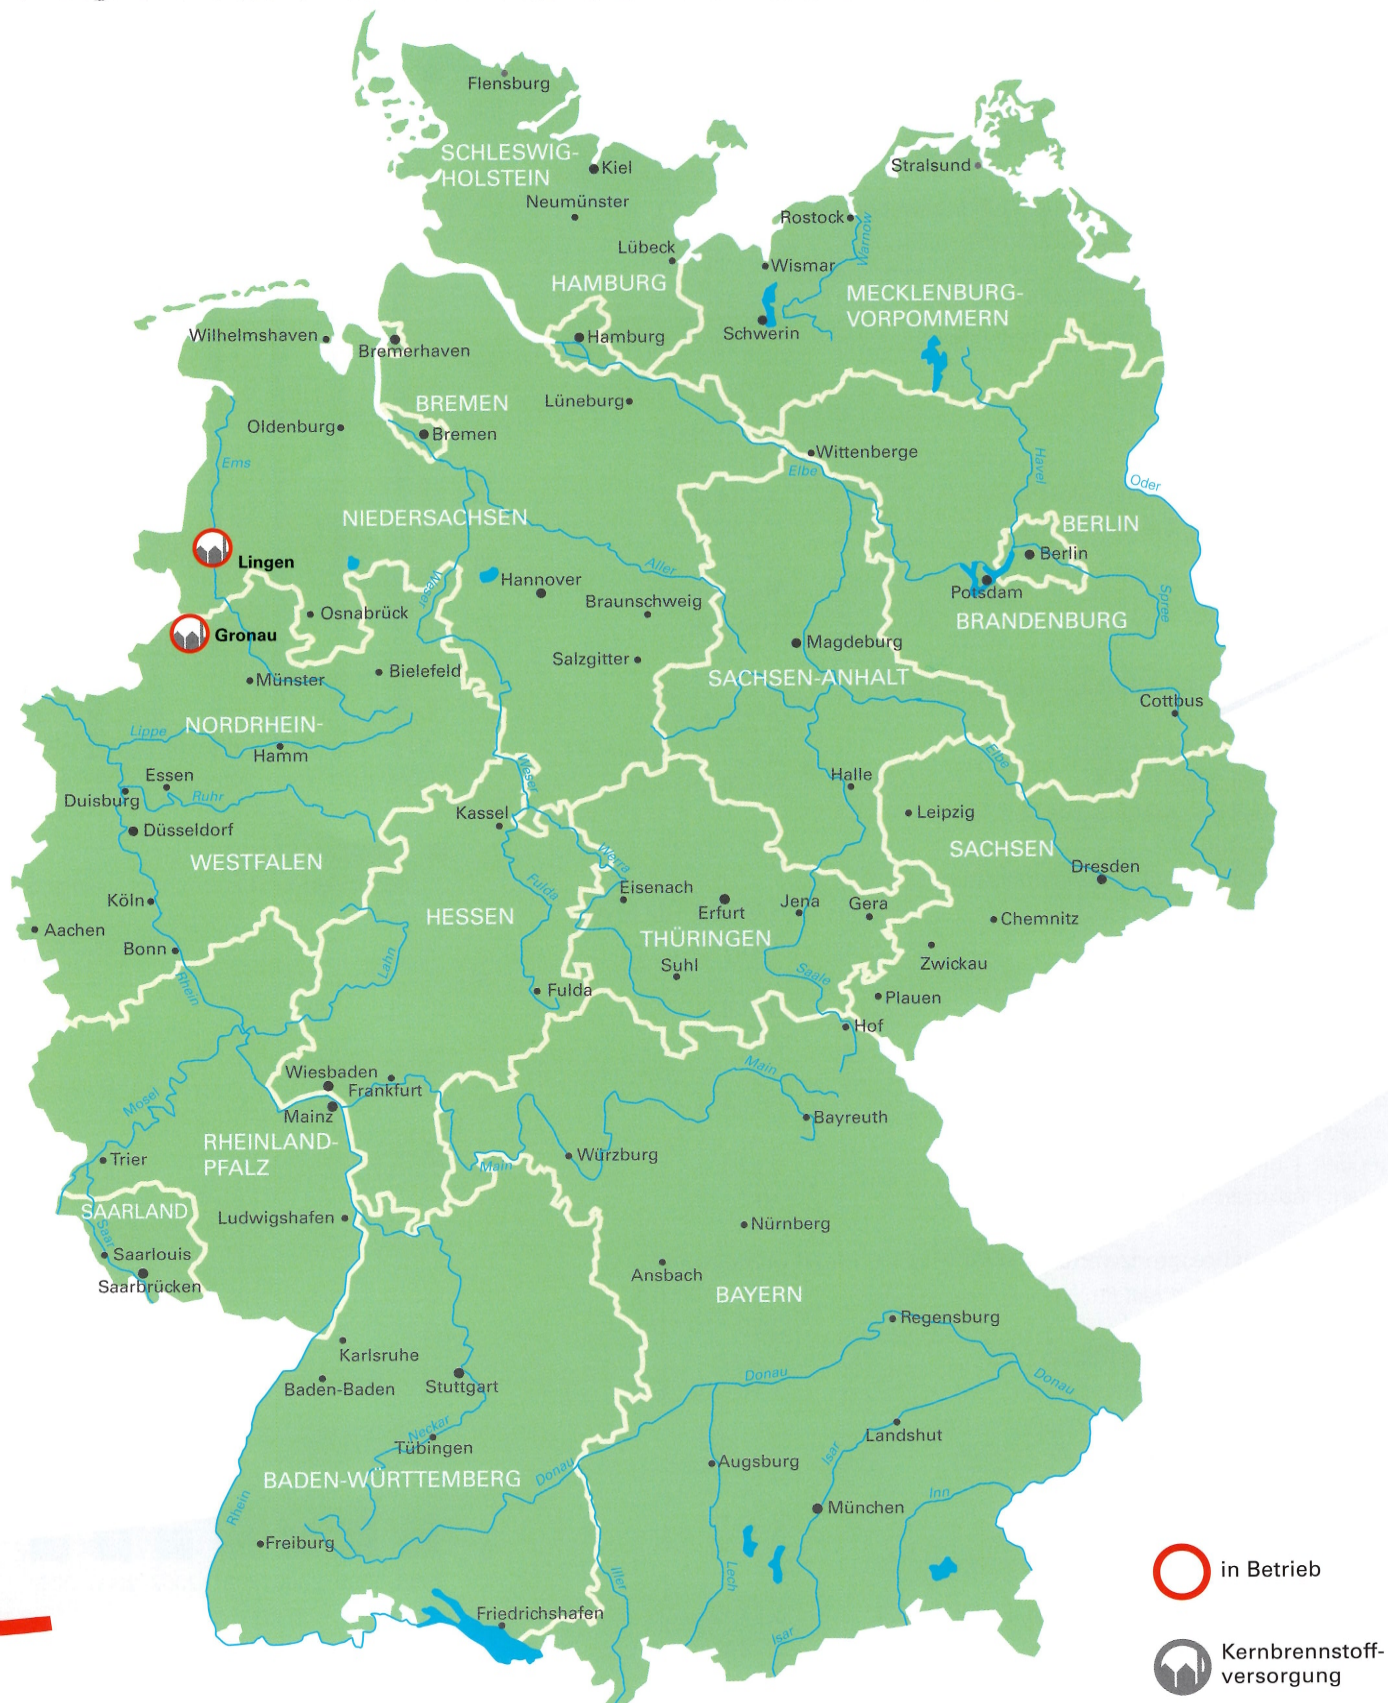 Flensburg
SCHLESWIG-
HOLSTEIN
Kiel
Neumünster
Lübeck
Stralsund
Rostock
Warnow
Wismar
HAMBURG
Hamburg
MECKLENBURG-
VORPOMMERN
Schwerin
Wilhelmshaven
Bremerhaven
BREMEN
Bremen
Lüneburg
Oldenburg
Ems
Wittenberge
Elbe
Havel
Oder
NIEDERSACHSEN
BERLIN
Berlin
Lingen
Aller
Hannover
Weser
Braunschweig
Potsdam
Spree
Osnabrück
BRANDENBURG
Gronau
Magdeburg
Salzgitter
Bielefeld
Münster
SACHSEN-ANHALT
Cottbus
NORDRHEIN-
Lippe
Hamm
Weser
Elbe
Essen
Halle
Duisburg
Ruhr
Kassel
Leipzig
Düsseldorf
WESTFALEN
Werra
SACHSEN
Dresden
Fulda
Eisenach
Köln
Erfurt
Jena
Gera
HESSEN
Aachen
Chemnitz
THÜRINGEN
Bonn
Lahn
Zwickau
Suhl
Saale
Rhein
Fulda
Plauen
Hof
Wiesbaden
Frankfurt
Main
Mosel
Mainz
Bayreuth
RHEINLAND-
PFALZ
Trier
Main
Würzburg
SAARLAND
Ludwigshafen
Nürnberg
Saar
Saarlouis
Saarbrücken
Ansbach
BAYERN
Regensburg
Karlsruhe
Donau
Donau
Baden-Baden
Stuttgart
Neckar
Tübingen
Landshut
Isar
Augsburg
BADEN-WÜRTTEMBERG
Donau
Rhein
München
Inn
Freiburg
Iller
Lech
Friedrichshafen
Isar
in Betrieb
Kernbrennstoff-
versorgung